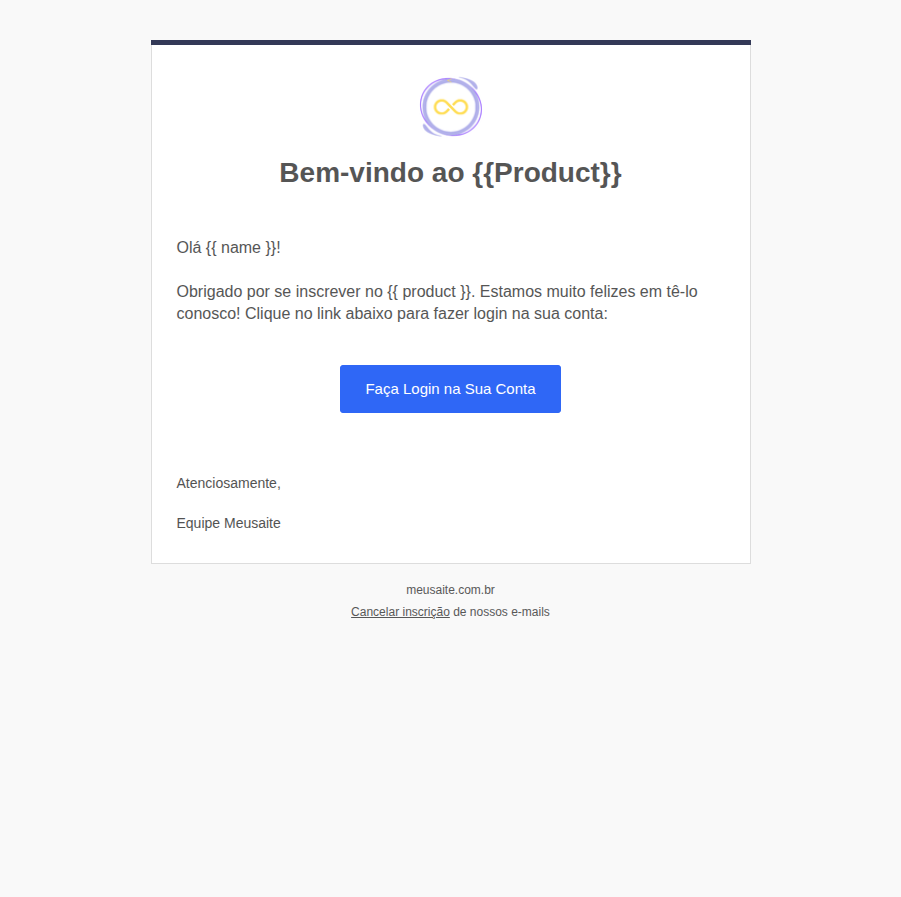 Bem-vindo ao {{Product}}
Olá {{ name }}!
Obrigado por se inscrever no {{ product }}. Estamos muito felizes em tê-lo
conosco! Clique no link abaixo para fazer login na sua conta:
Faça Login na Sua Conta
Atenciosamente,
Equipe Meusaite
meusaite.com.br
Cancelar inscrição de nossos e-mails